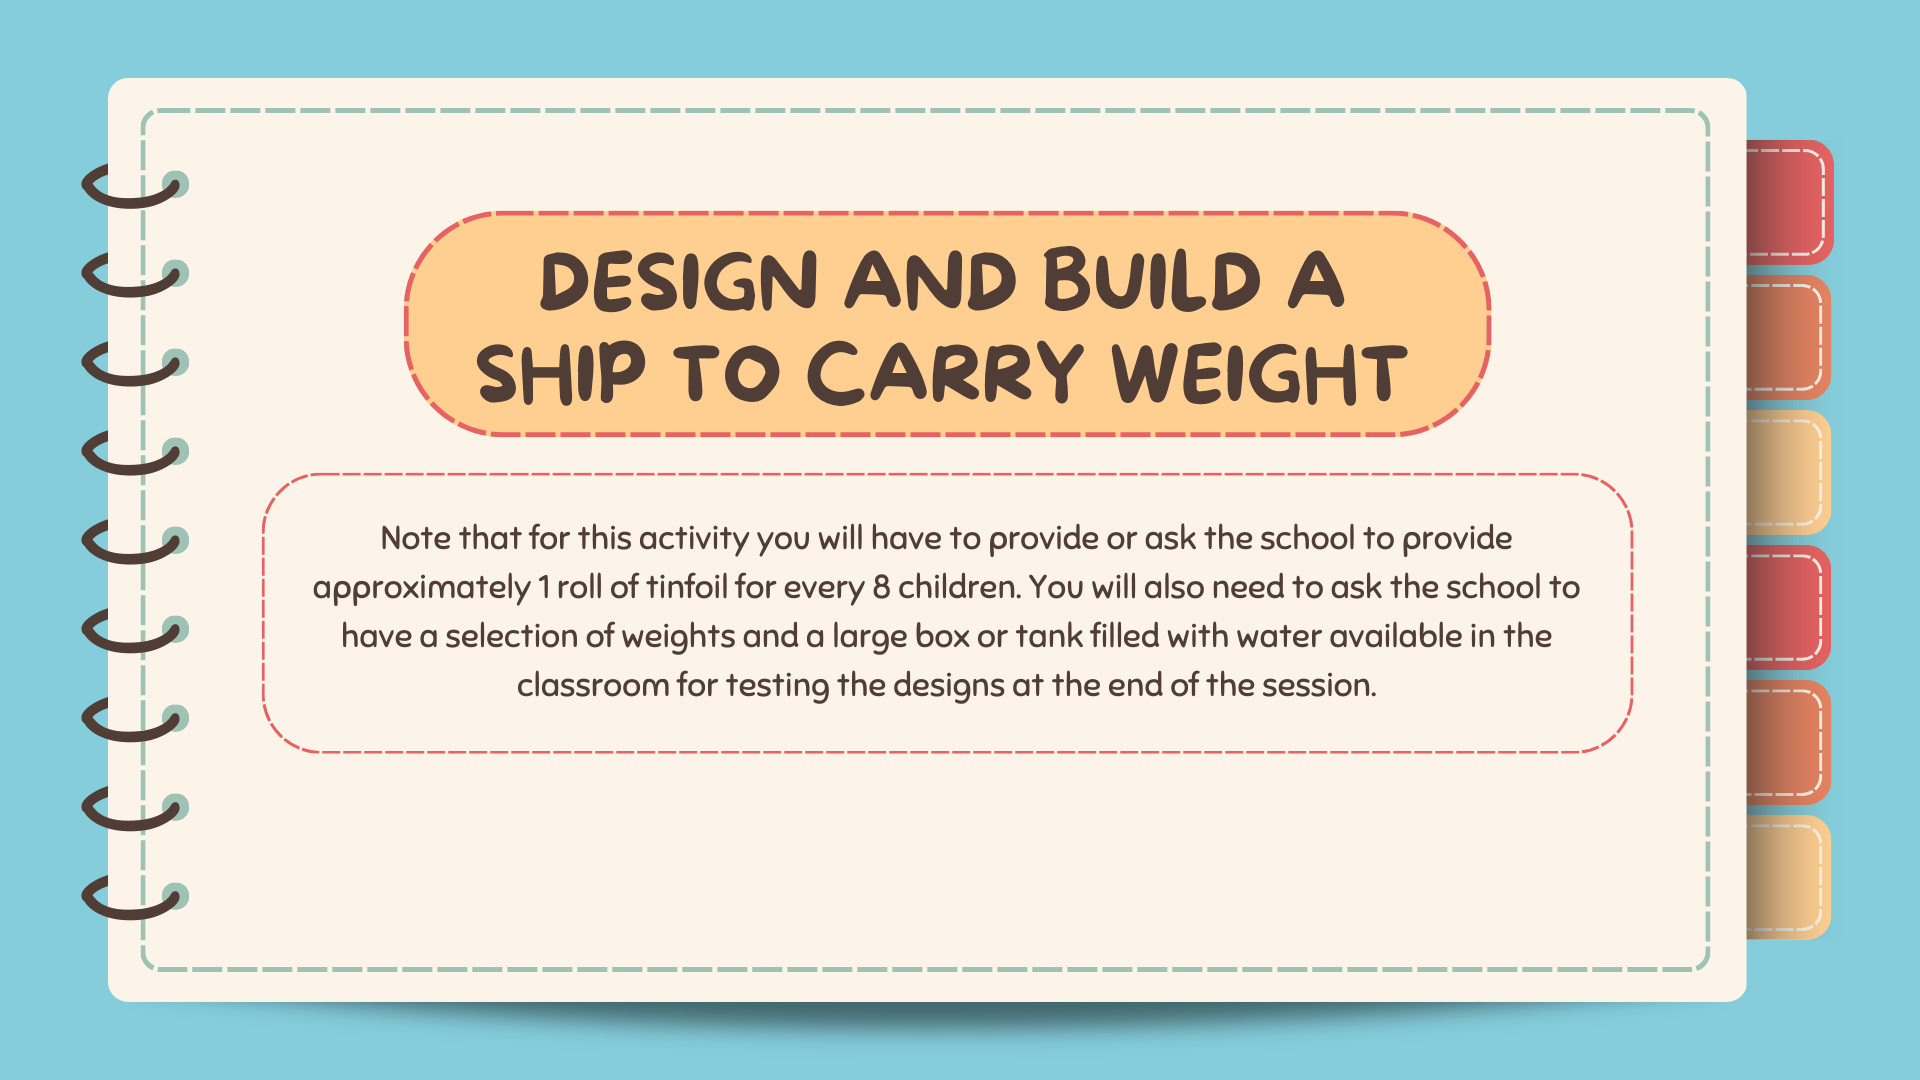 DESIGN AND BUILD A
SHIP TO CARRY WEIGHT
Note that for this activity you will have to provide or ask the school to provide
approximately 1 roll of tinfoil for every 8 children. You will also need to ask the school to
have a selection of weights and a large box or tank filled with water available in the
classroom for testing the designs at the end of the session.